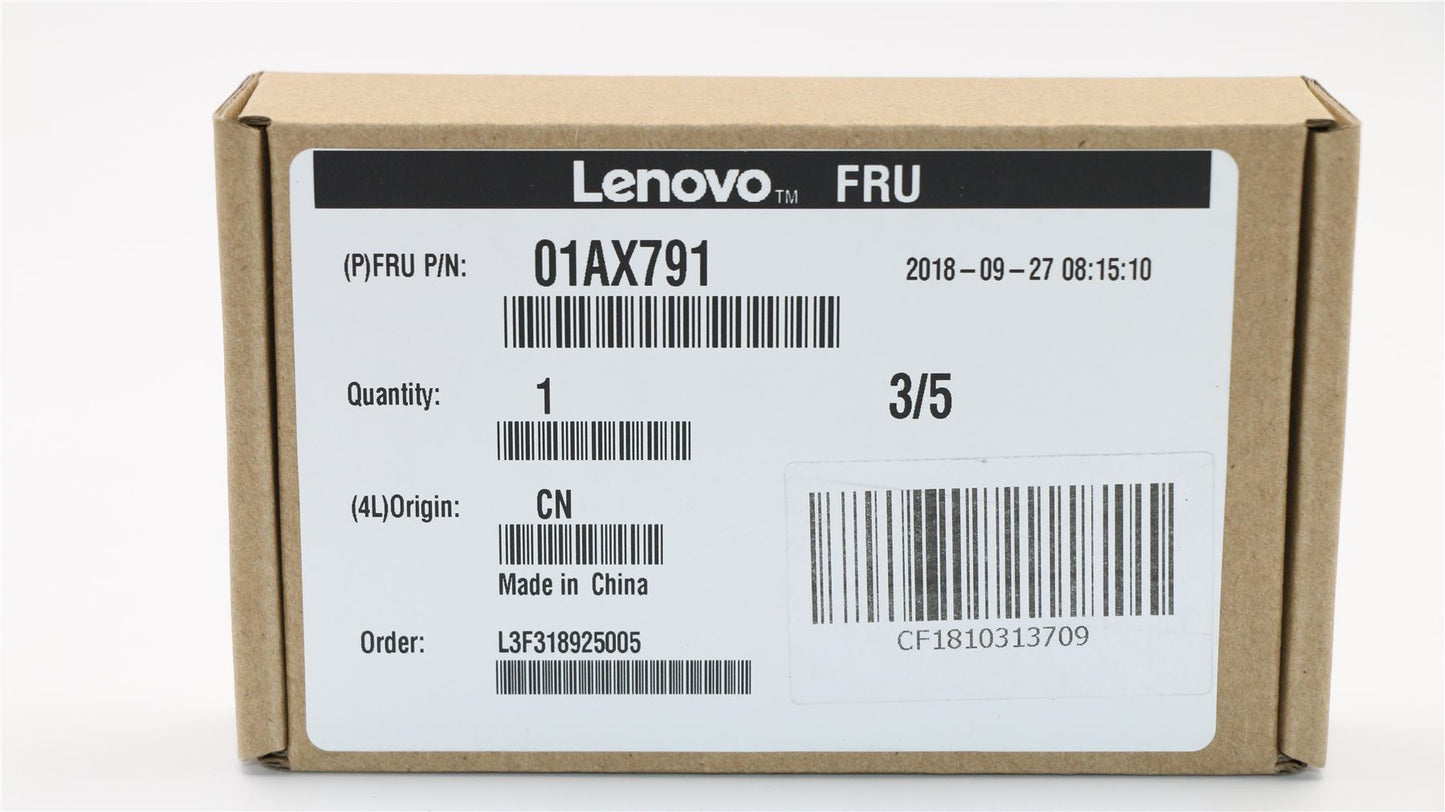 Lenovo™ FRU
(P)FRU P/N: 01AX791 2018-09-27 08:15:10
Quantity: 1 3/5
(4L)Origin: CN
Made in China
Order: L3F318925005
CF1810313709